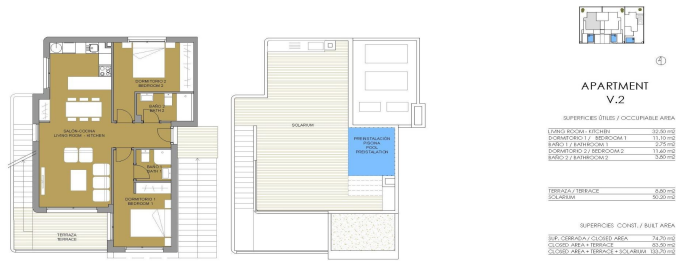 DORMITORIO 2
BEDROOM 2
BAÑO 2
BATH 2
SALÓN-COCINA
LIVING ROOM - KITCHEN
BAÑO 1
BATH 1
DORMITORIO 1
BEDROOM 1
TERRAZA
TERRACE
SOLARIUM
PREINSTALACIÓN
PISCINA
POOL
PREINSTALATION
APARTMENT
V.2
SUPERFICIES ÚTILES / OCCUPIABLE AREA
LIVING ROOM - KITCHEN 32,50 m2
DORMITORIO 1 / BEDROOM 1 11,10 m2
BAÑO 1 / BATHROOM 1 2,75 m2
DORMITORIO 2 / BEDROOM 2 11,60 m2
BAÑO 2 / BATHROOM 2 3,80 m2
TERRAZA / TERRACE 8,80 m2
SOLARIUM 50,20 m2
SUPERFICIES CONST. / BUILT AREA
SUP. CERRADA / CLOSED AREA 74,70 m2
CLOSED AREA + TERRACE 83,50 m2
CLOSED AREA + TERRACE + SOLARIUM 133,70 m2